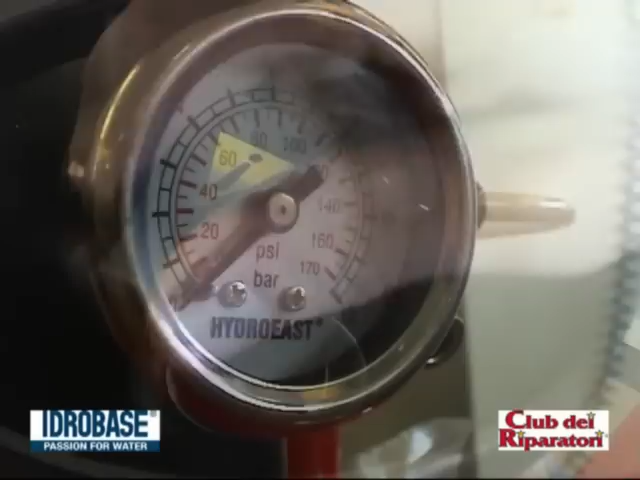 80
100
60
40
140
20
160
psi
170
bar
HYDROEAST®
IDROBASE®
PASSION FOR WATER
Club dei
Riparatori